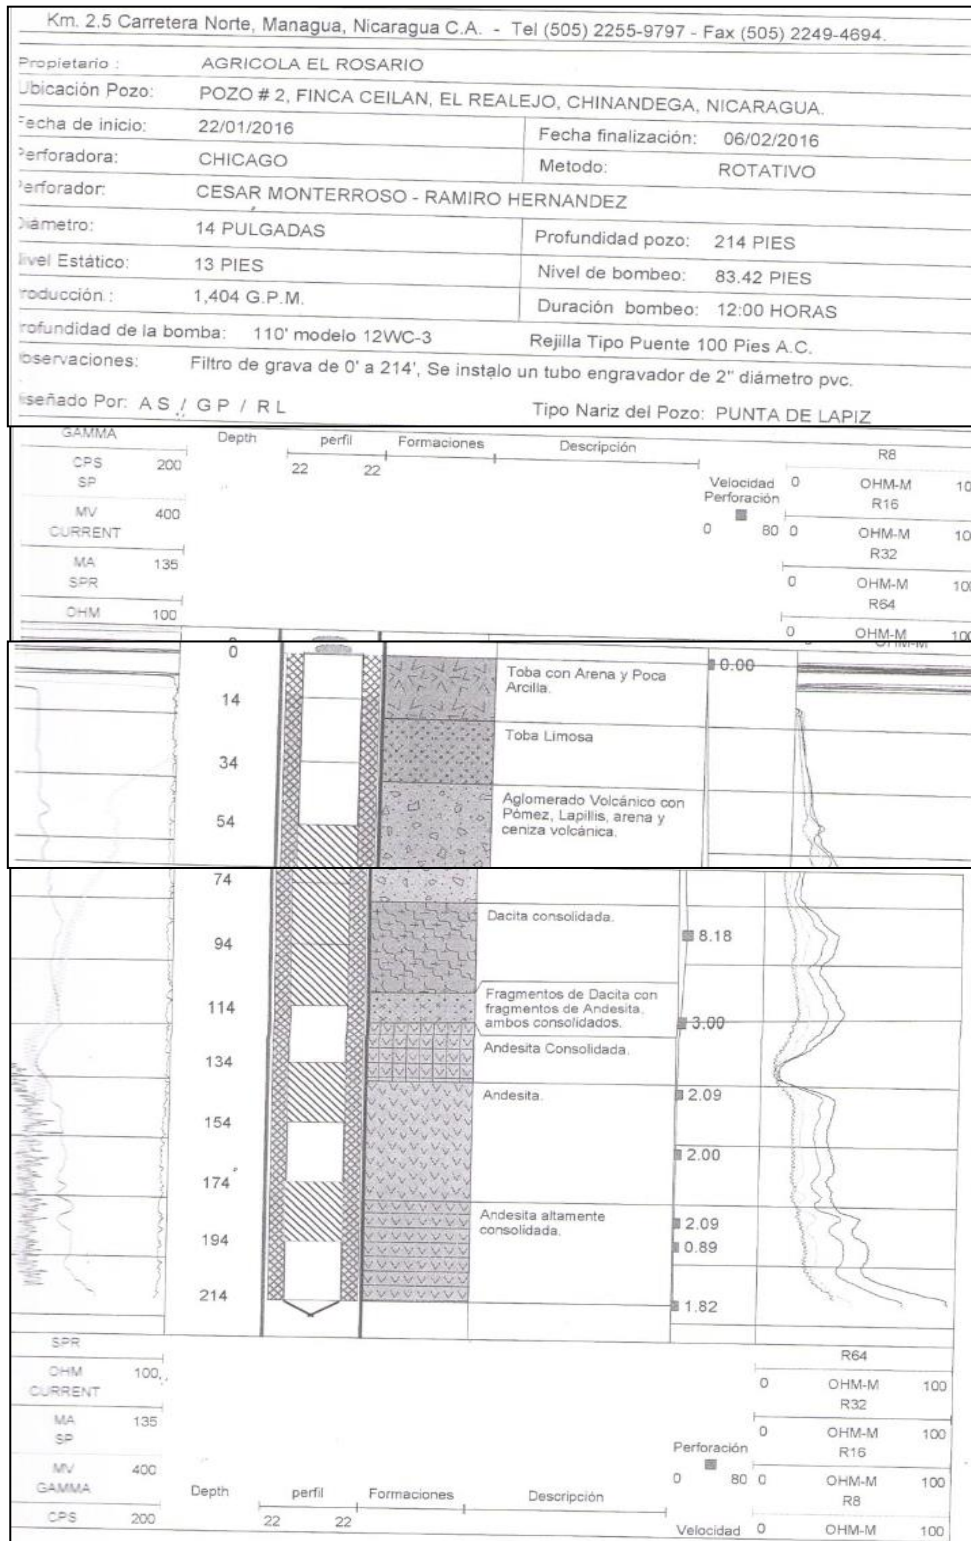 Km. 2.5 Carretera Norte, Managua, Nicaragua C.A. - Tel (505) 2255-9797 - Fax (505) 2249-4694.
Propietario : AGRICOLA EL ROSARIO
Ubicación Pozo: POZO # 2, FINCA CEILAN, EL REALEJO, CHINANDEGA, NICARAGUA.
Fecha de inicio: 22/01/2016 Fecha finalización: 06/02/2016
Perforadora: CHICAGO Metodo: ROTATIVO
Perforador: CESAR MONTERROSO - RAMIRO HERNANDEZ
Diámetro: 14 PULGADAS Profundidad pozo: 214 PIES
Nivel Estático: 13 PIES Nivel de bombeo: 83.42 PIES
Producción : 1,404 G.P.M. Duración bombeo: 12:00 HORAS
rofundidad de la bomba: 110' modelo 12WC-3 Rejilla Tipo Puente 100 Pies A.C.
bservaciones: Filtro de grava de 0' a 214', Se instalo un tubo engravador de 2" diámetro pvc.
iseñado Por: A S / G P / R L Tipo Nariz del Pozo: PUNTA DE LAPIZ
GAMMA Depth perfil Formaciones Descripción R8
CPS 200 22 22 Velocidad 0 OHM-M 10
SP Perforación R16
MV 400 0 80 0 OHM-M 10
CURRENT R32
MA 135 0 OHM-M 100
SPR R64
OHM 100 0 OHM-M 100
OHM-M
0 Toba con Arena y Poca 0.00
14 Arcilla.
Toba Limosa
34
Aglomerado Volcánico con
54 Pómez, Lapillis, arena y
ceniza volcánica.
74
Dacita consolidada.
94 8.18
Fragmentos de Dacita con
114 fragmentos de Andesita.
ambos consolidados. 3.00
134 Andesita Consolidada.
Andesita. 2.09
154
2.00
174
Andesita altamente 2.09
194 consolidada.
0.89
214 1.82
SPR R64
OHM 100 0 OHM-M 100
CURRENT R32
MA 135 0 OHM-M 100
SP Perforación R16
MV 400 0 80 0 OHM-M 100
GAMMA Depth perfil Formaciones Descripción R8
CPS 200 22 22 Velocidad 0 OHM-M 100